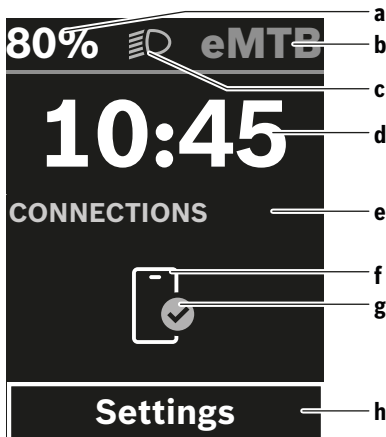 a
80% eMTB b
c
10:45 d
CONNECTIONS e
f
g
Settings h